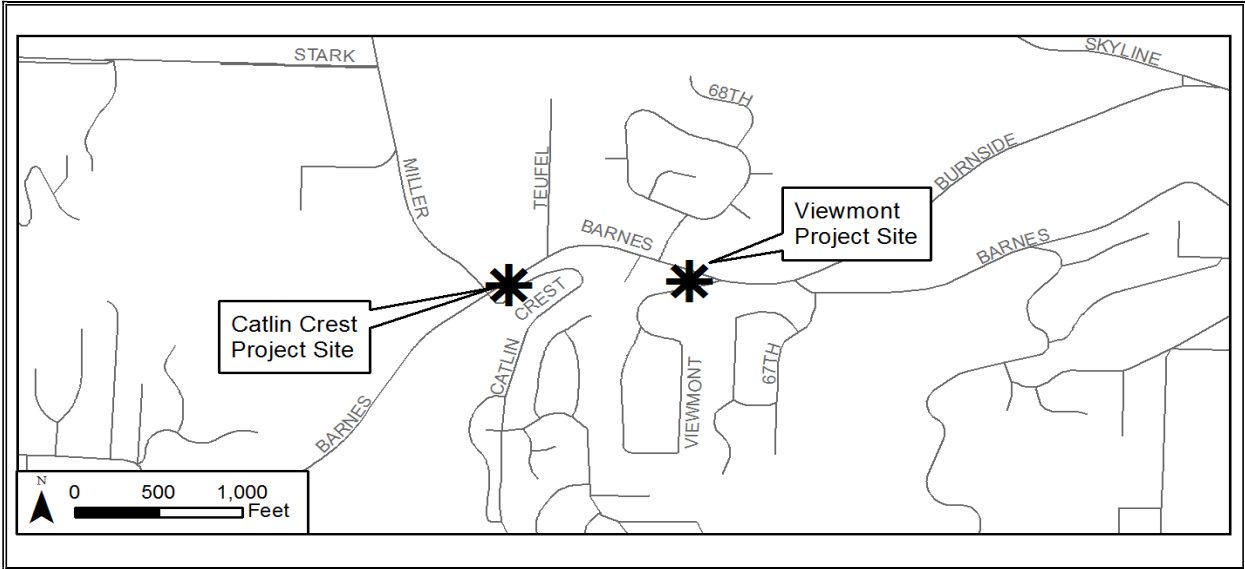 STARK
SKYLINE
68TH
MILLER
TEUFEL
BURNSIDE
BARNES
Viewmont
Project Site
BARNES
Catlin Crest
Project Site
CREST
CATLIN
VIEWMONT
67TH
BARNES
N
0 500 1,000
Feet